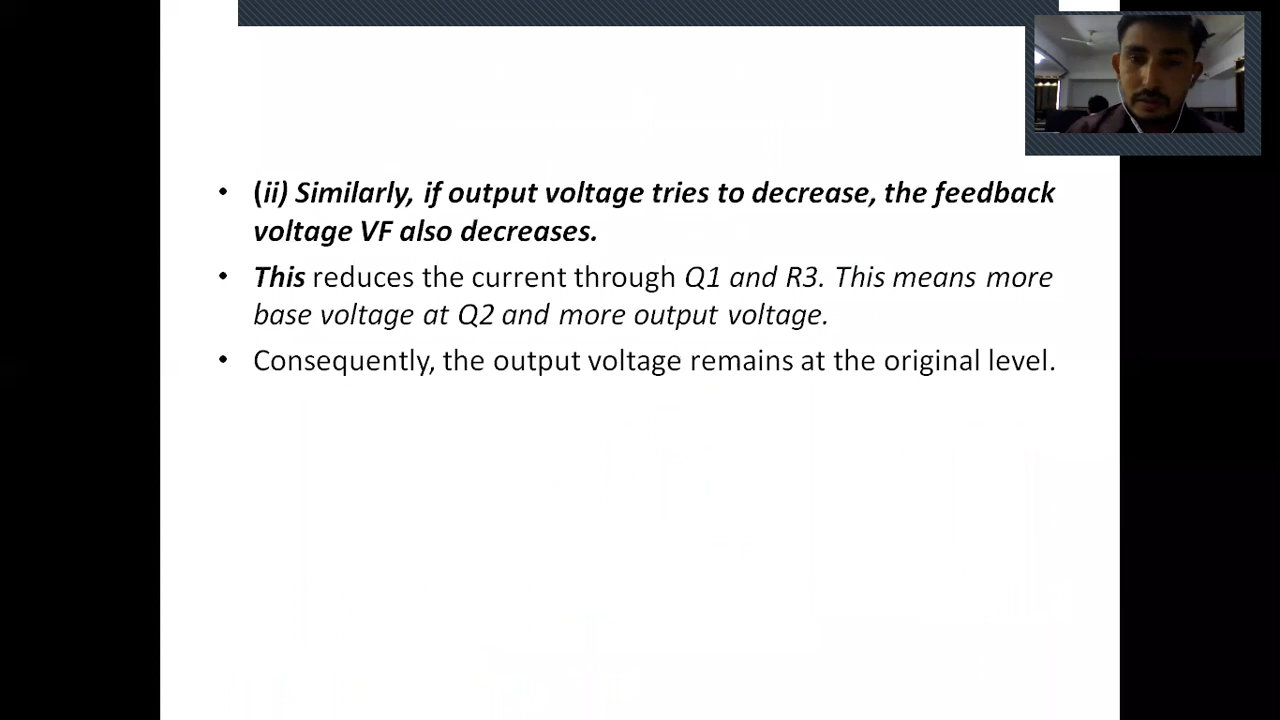 • (ii) Similarly, if output voltage tries to decrease, the feedback
voltage VF also decreases.
• This reduces the current through Q1 and R3. This means more
base voltage at Q2 and more output voltage.
• Consequently, the output voltage remains at the original level.